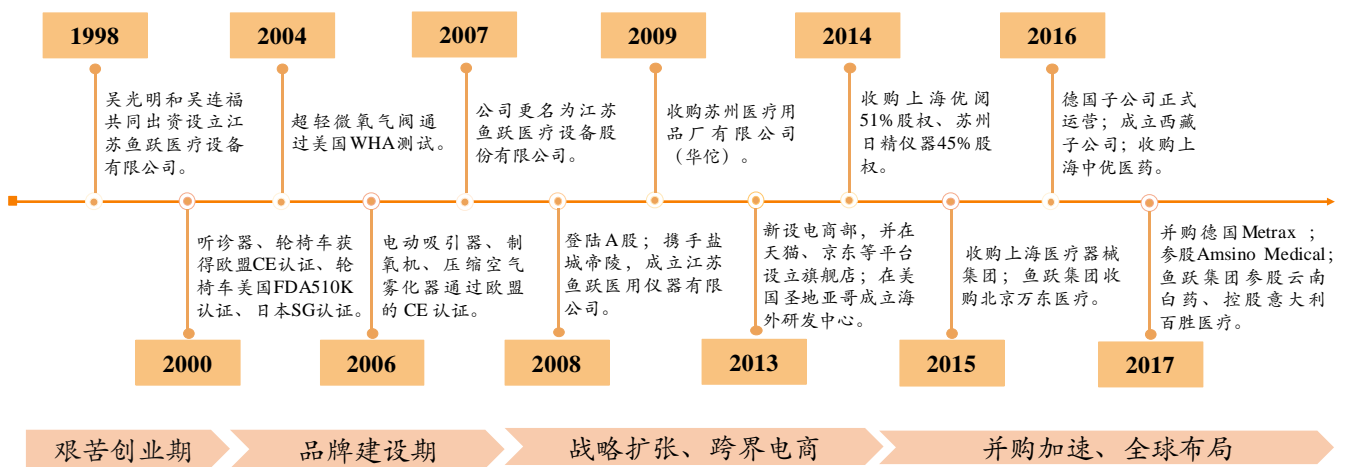 1998
吴光明和吴连福
共同出资设立江
苏鱼跃医疗设备
有限公司。
2004
超轻微氧气阀通
过美国WHA测试。
2007
公司更名为江苏
鱼跃医疗设备股
份有限公司。
2009
收购苏州医疗用
品厂有限公司
（华佗）。
2014
收购上海优阅
51%股权、苏州
日精仪器45%股
权。
2016
德国子公司正式
运营；成立西藏
子公司；收购上
海中优医药。
听诊器、轮椅车获
得欧盟CE认证、轮
椅车美国FDA510K
认证、日本SG认证。
2000
电动吸引器、制
氧机、压缩空气
雾化器通过欧盟
的 CE 认证。
2006
登陆A股；携手盐
城帝陵，成立江苏
鱼跃医用仪器有限
公司。
2008
新设电商部，并在
天猫、京东等平台
设立旗舰店；在美
国圣地亚哥成立海
外研发中心。
2013
收购上海医疗器械
集团；鱼跃集团收
购北京万东医疗。
2015
并购德国Metrax ；
参股Amsino Medical；
鱼跃集团参股云南
白药、控股意大利
百胜医疗。
2017
艰苦创业期
品牌建设期
战略扩张、跨界电商
并购加速、全球布局